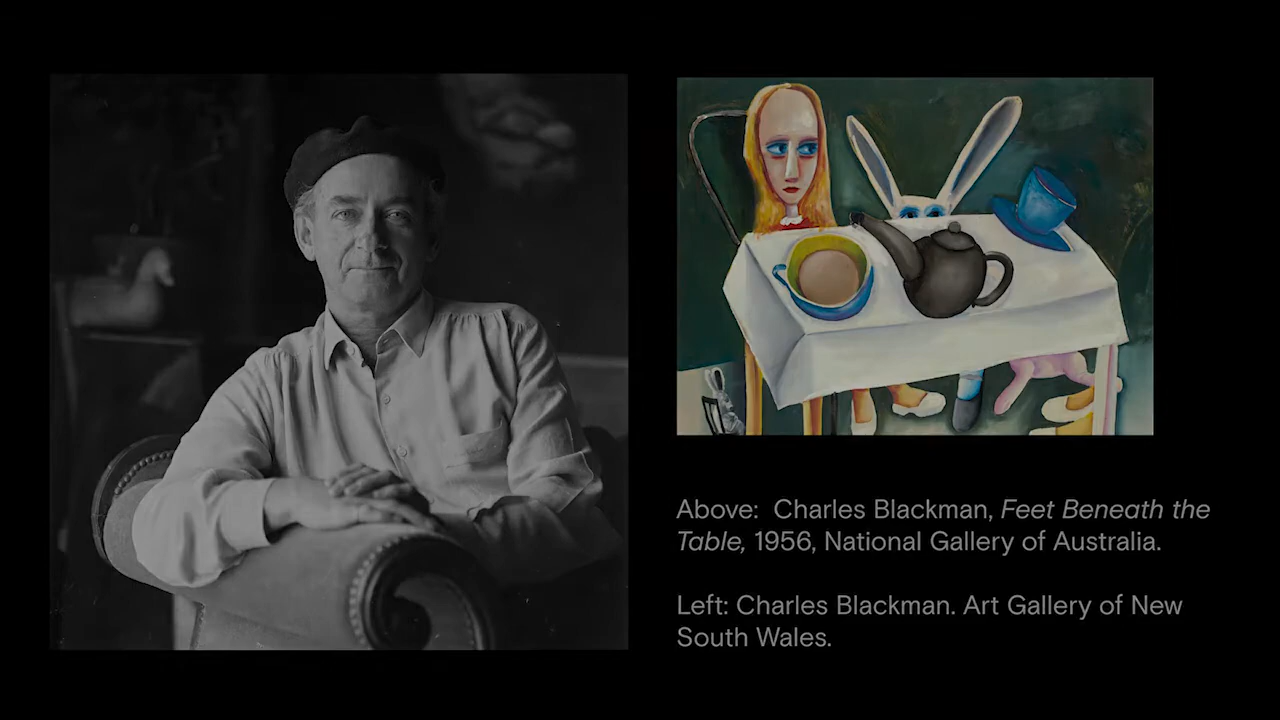 Above:  Charles Blackman, Feet Beneath the
Table, 1956, National Gallery of Australia.
Left: Charles Blackman. Art Gallery of New
South Wales.